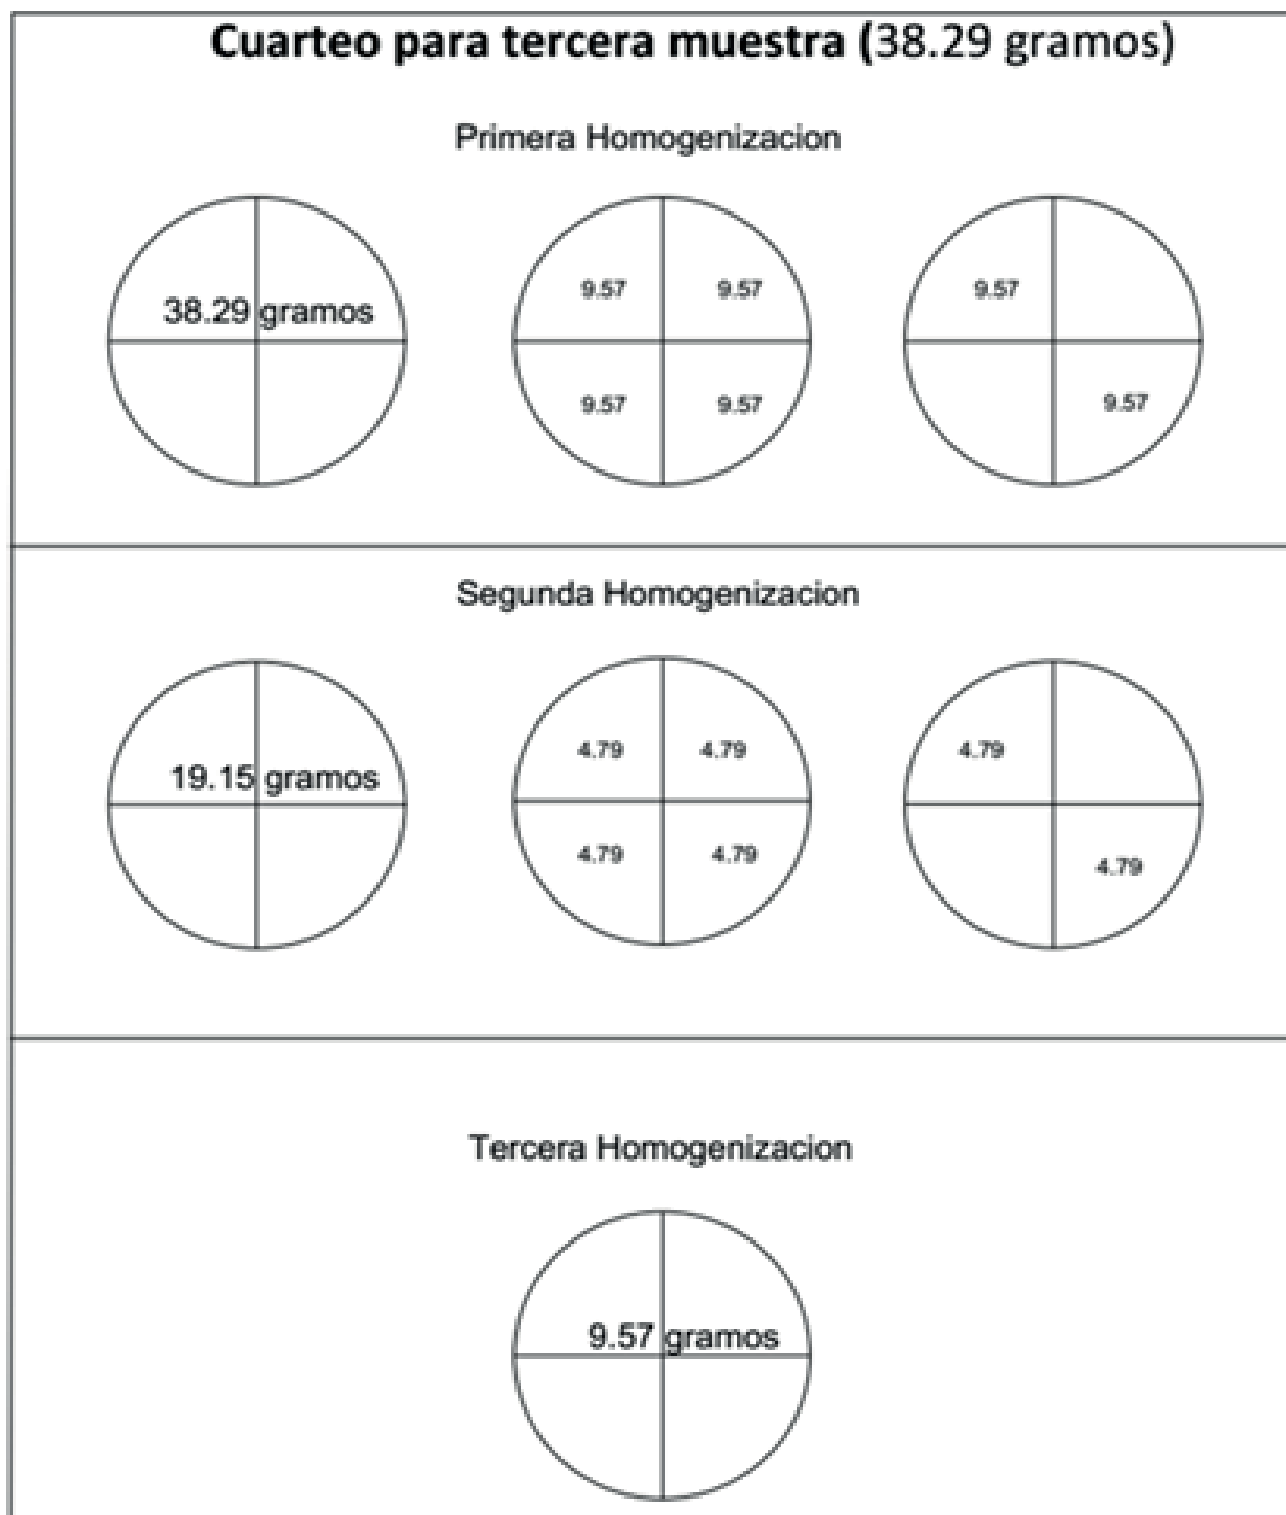 Cuarteo para tercera muestra (38.29 gramos)
Primera Homogenizacion
38.29 gramos
9.57 9.57
9.57 9.57
9.57
9.57
Segunda Homogenizacion
19.15 gramos
4.79 4.79
4.79 4.79
4.79
4.79
Tercera Homogenizacion
9.57 gramos